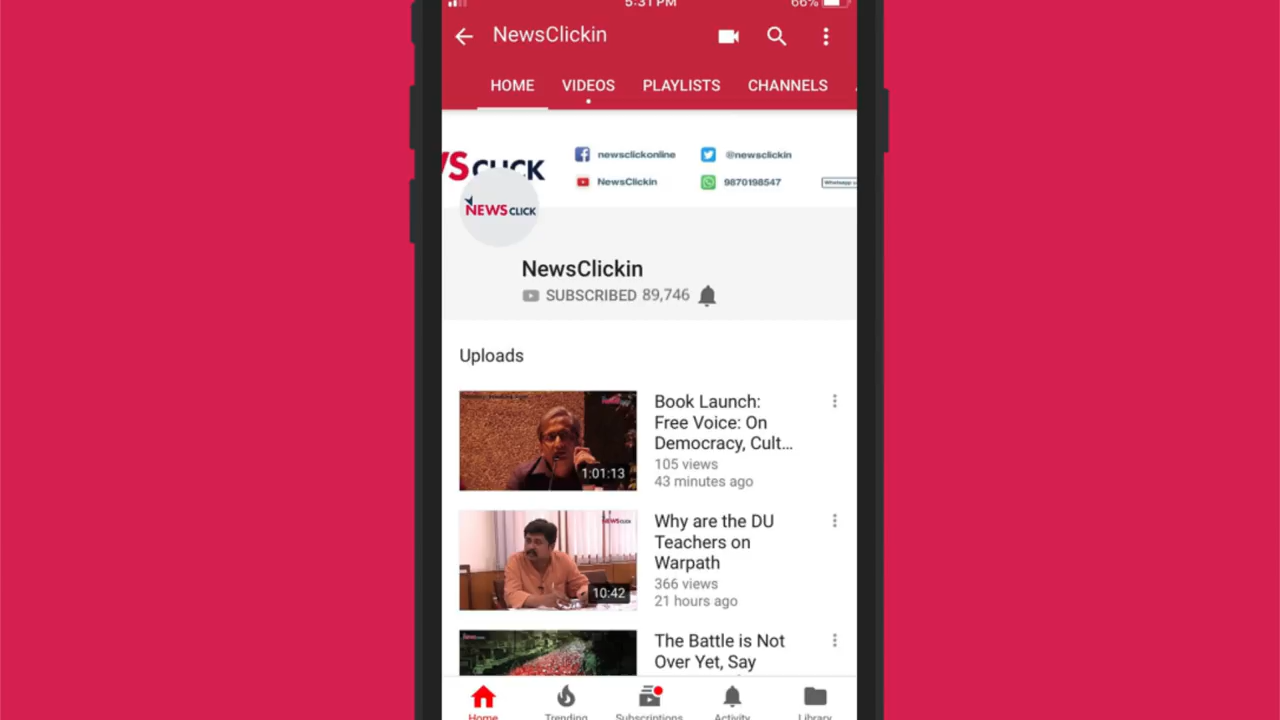 5:31 PM
66%
NewsClickin
HOME VIDEOS PLAYLISTS CHANNELS
CLICK
newsclickonline
@newsclickin
NewsClickin
9870198547
Whatsapp
NEWS CLICK
NewsClickin
SUBSCRIBED 89,746
Uploads
Book Launch:
Free Voice: On
Democracy, Cult...
105 views
43 minutes ago
1:01:13
Why are the DU
Teachers on
Warpath
366 views
21 hours ago
NEWSCLICK
10:42
The Battle is Not
Over Yet, Say
Home Trending Subscriptions Activity Library